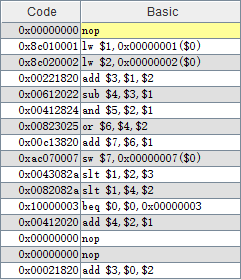 Code Basic
0x00000000 nop
0x8c010001 lw $1,0x00000001($0)
0x8c020002 lw $2,0x00000002($0)
0x00221820 add $3,$1,$2
0x00612022 sub $4,$3,$1
0x00412824 and $5,$2,$1
0x00823025 or $6,$4,$2
0x00c13820 add $7,$6,$1
0xac070007 sw $7,0x00000007($0)
0x0043082a slt $1,$2,$3
0x0082082a slt $1,$4,$2
0x10000003 beq $0,$0,0x00000003
0x00412020 add $4,$2,$1
0x00000000 nop
0x00000000 nop
0x00021820 add $3,$0,$2